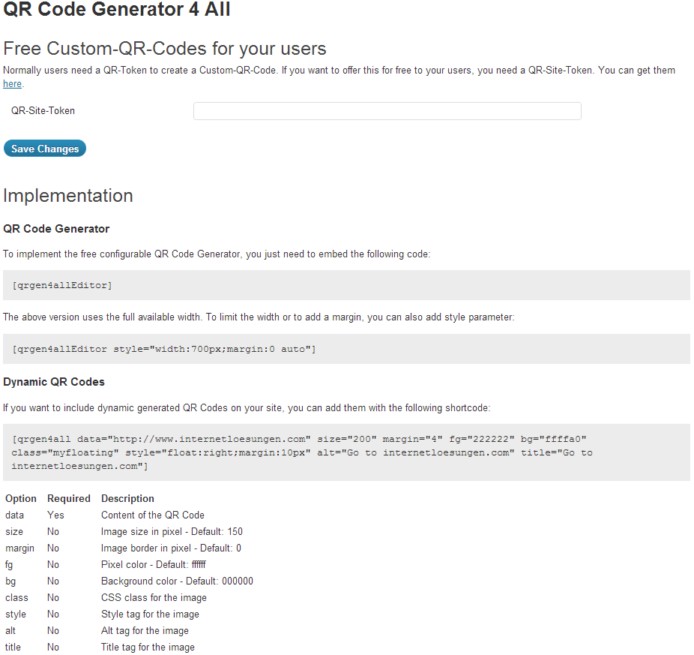 QR Code Generator 4 All
Free Custom-QR-Codes for your users
Normally users need a QR-Token to create a Custom-QR-Code. If you want to offer this for free to your users, you need a QR-Site-Token. You can get them
here.
QR-Site-Token
Save Changes
Implementation
QR Code Generator
To implement the free configurable QR Code Generator, you just need to embed the following code:
[qrgen4allEditor]
The above version uses the full available width. To limit the width or to add a margin, you can also add style parameter:
[qrgen4allEditor style="width:700px;margin:0 auto"]
Dynamic QR Codes
If you want to include dynamic generated QR Codes on your site, you can add them with the following shortcode:
[qrgen4all data="http://www.internetloesungen.com" size="200" margin="4" fg="222222" bg="ffffa0"
class="myfloating" style="float:right;margin:10px" alt="Go to internetloesungen.com" title="Go to
internetloesungen.com"]
Option Required Description
data Yes Content of the QR Code
size No Image size in pixel - Default: 150
margin No Image border in pixel - Default: 0
fg No Pixel color - Default: ffffff
bg No Background color - Default: 000000
class No CSS class for the image
style No Style tag for the image
alt No Alt tag for the image
title No Title tag for the image